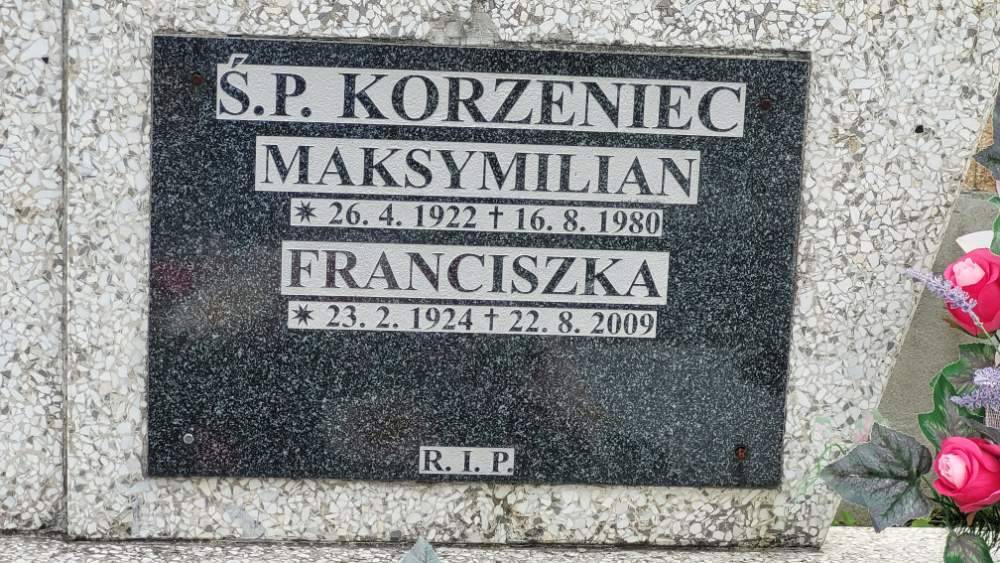 Ś.P. KORZENIEC
MAKSYMILIAN
✴ 26. 4. 1922 † 16. 8. 1980
FRANCISZKA
✴ 23. 2. 1924 † 22. 8. 2009
R. I. P.